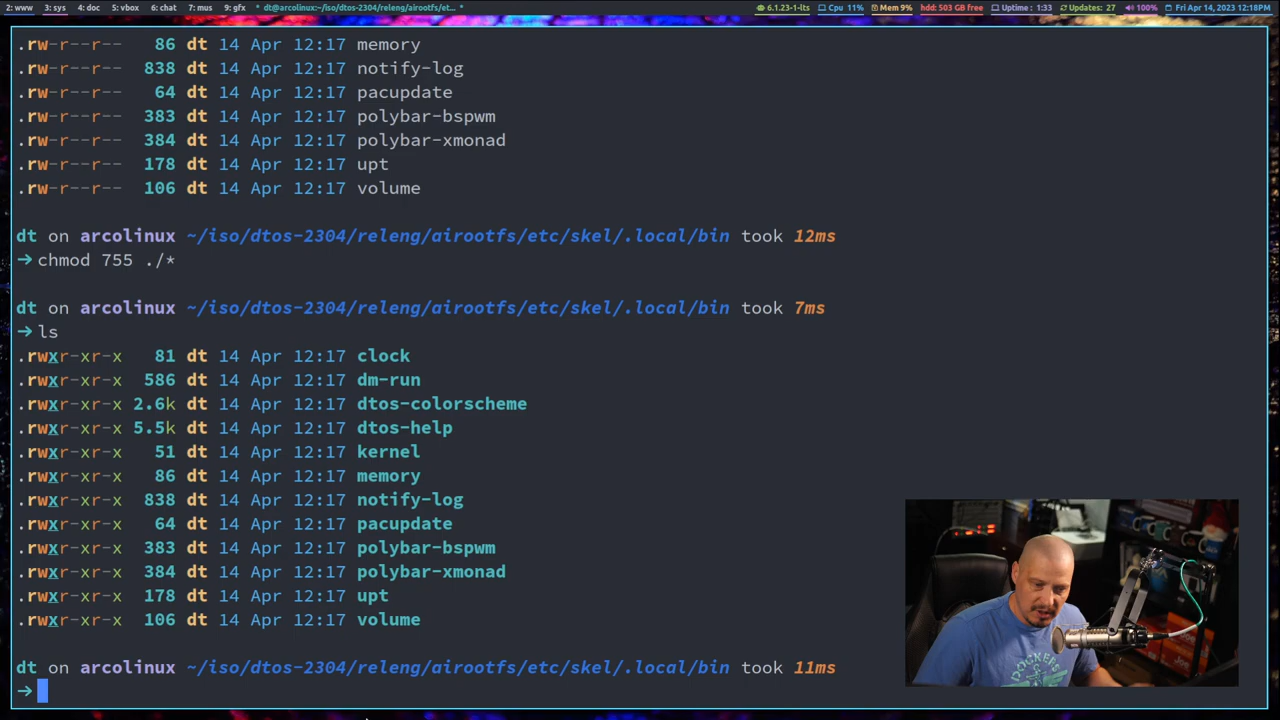 2: www 3: sys 4: doc 5: vbox 6: chat 7: mus 9: gfx * dt@arcolinux:~/iso/dtos-2304/releng/airootfs/et... * 6.1.23-1-lts Cpu 11% Mem 9% hdd: 503 GB free Uptime : 1:33 Updates: 27 100% Fri Apr 14, 2023 12:18PM
.rw-r--r-- 86 dt 14 Apr 12:17 memory
.rw-r--r-- 838 dt 14 Apr 12:17 notify-log
.rw-r--r-- 64 dt 14 Apr 12:17 pacupdate
.rw-r--r-- 383 dt 14 Apr 12:17 polybar-bspwm
.rw-r--r-- 384 dt 14 Apr 12:17 polybar-xmonad
.rw-r--r-- 178 dt 14 Apr 12:17 upt
.rw-r--r-- 106 dt 14 Apr 12:17 volume
dt on arcolinux ~/iso/dtos-2304/releng/airootfs/etc/skel/.local/bin took 12ms
→ chmod 755 ./*
dt on arcolinux ~/iso/dtos-2304/releng/airootfs/etc/skel/.local/bin took 7ms
→ ls
.rwxr-xr-x 81 dt 14 Apr 12:17 clock
.rwxr-xr-x 586 dt 14 Apr 12:17 dm-run
.rwxr-xr-x 2.6k dt 14 Apr 12:17 dtos-colorscheme
.rwxr-xr-x 5.5k dt 14 Apr 12:17 dtos-help
.rwxr-xr-x 51 dt 14 Apr 12:17 kernel
.rwxr-xr-x 86 dt 14 Apr 12:17 memory
.rwxr-xr-x 838 dt 14 Apr 12:17 notify-log
.rwxr-xr-x 64 dt 14 Apr 12:17 pacupdate
.rwxr-xr-x 383 dt 14 Apr 12:17 polybar-bspwm
.rwxr-xr-x 384 dt 14 Apr 12:17 polybar-xmonad
.rwxr-xr-x 178 dt 14 Apr 12:17 upt
.rwxr-xr-x 106 dt 14 Apr 12:17 volume
dt on arcolinux ~/iso/dtos-2304/releng/airootfs/etc/skel/.local/bin took 11ms
→